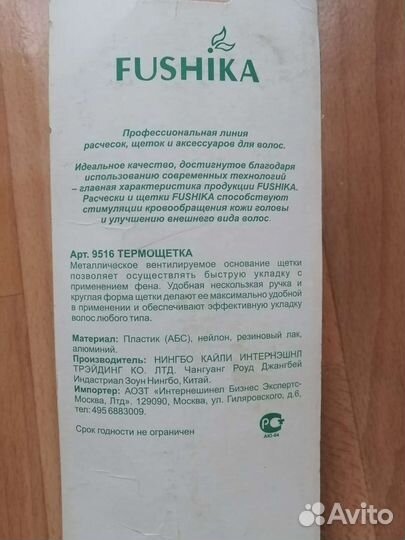 FUSHIKA
Профессиональная линия
расчесок, щеток и аксессуаров для волос.
Идеальное качество, достигнутое благодаря
использованию современных технологий
– главная характеристика продукции FUSHIKA.
Расчески и щетки FUSHIKA способствуют
стимуляции кровообращения кожи головы
и улучшению внешнего вида волос.
Арт. 9516 ТЕРМОЩЕТКА
Металлическое вентилируемое основание щетки
позволяет осуществлять быструю укладку с
применением фена. Удобная нескользкая ручка и
круглая форма щетки делают ее максимально удобной
в применении и обеспечивают эффективную укладку
волос любого типа.
Материал: Пластик (АБС), нейлон, резиновый лак,
алюминий.
Производитель: НИНГБО КАЙЛИ ИНТЕРНЭШНЛ
ТРЭЙДИНГ КО. ЛТД. Чангуанг Роуд Джангбей
Индастриал Зоун Нингбо, Китай.
Импортер: АОЗТ «Интернешинел Бизнес Экспертс-
Москва, Лтд». 129090, Москва, ул. Гиляровского, д.6,
тел: 495 6883009.
Срок годности не ограничен
АЮ-64
Avito